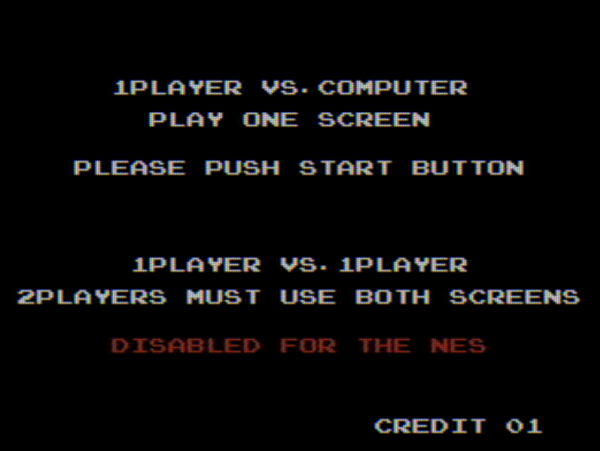 1PLAYER VS. COMPUTER
PLAY ONE SCREEN
PLEASE PUSH START BUTTON
1PLAYER VS. 1PLAYER
2PLAYERS MUST USE BOTH SCREENS
DISABLED FOR THE NES
CREDIT 01